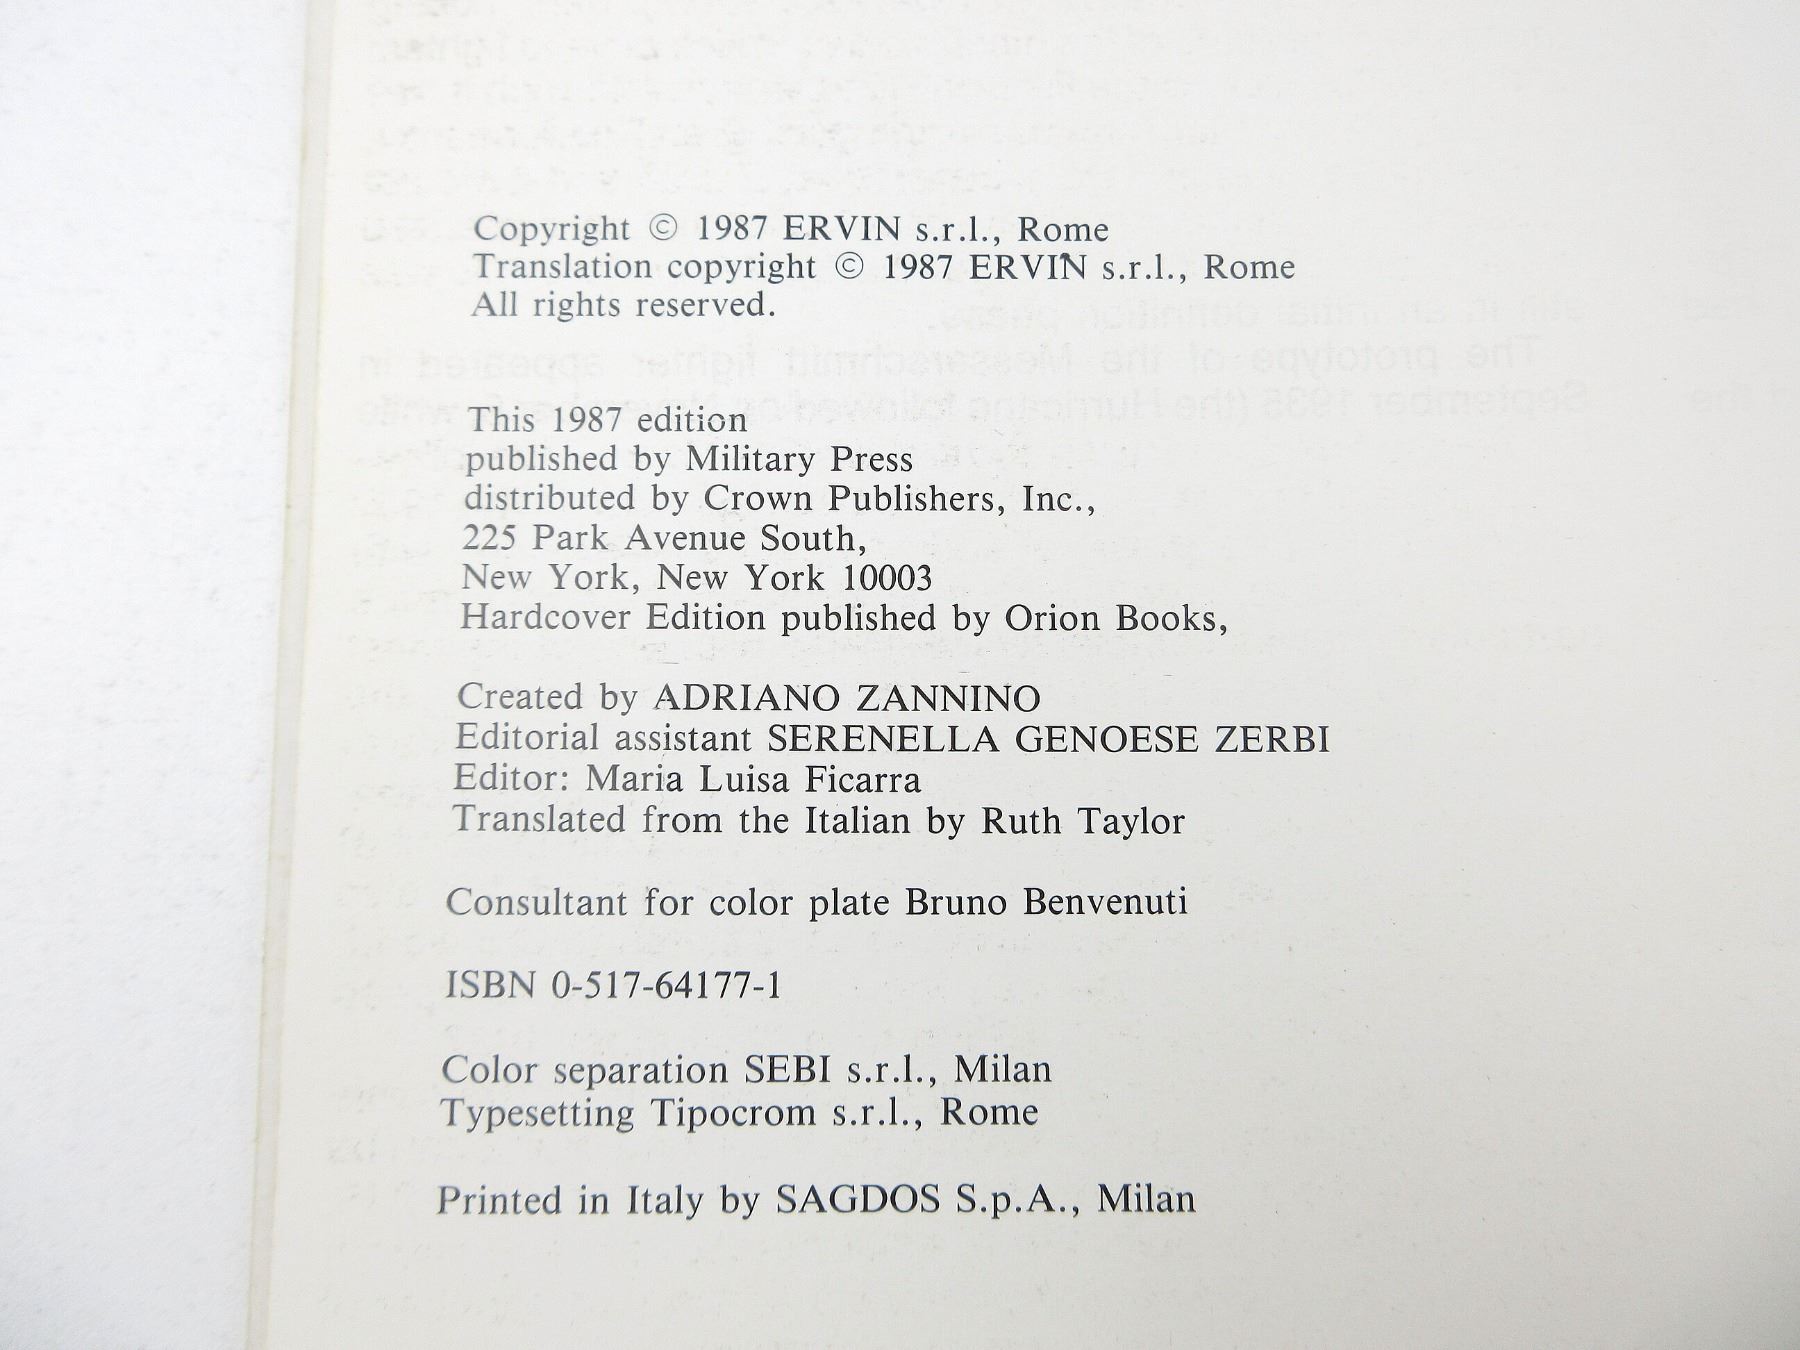 Copyright © 1987 ERVIN s.r.l., Rome
Translation copyright © 1987 ERVIN s.r.l., Rome
All rights reserved.
This 1987 edition
published by Military Press
distributed by Crown Publishers, Inc.,
225 Park Avenue South,
New York, New York 10003
Hardcover Edition published by Orion Books,
Created by ADRIANO ZANNINO
Editorial assistant SERENELLA GENOESE ZERBI
Editor: Maria Luisa Ficarra
Translated from the Italian by Ruth Taylor
Consultant for color plate Bruno Benvenuti
ISBN 0-517-64177-1
Color separation SEBI s.r.l., Milan
Typesetting Tipocrom s.r.l., Rome
Printed in Italy by SAGDOS S.p.A., Milan